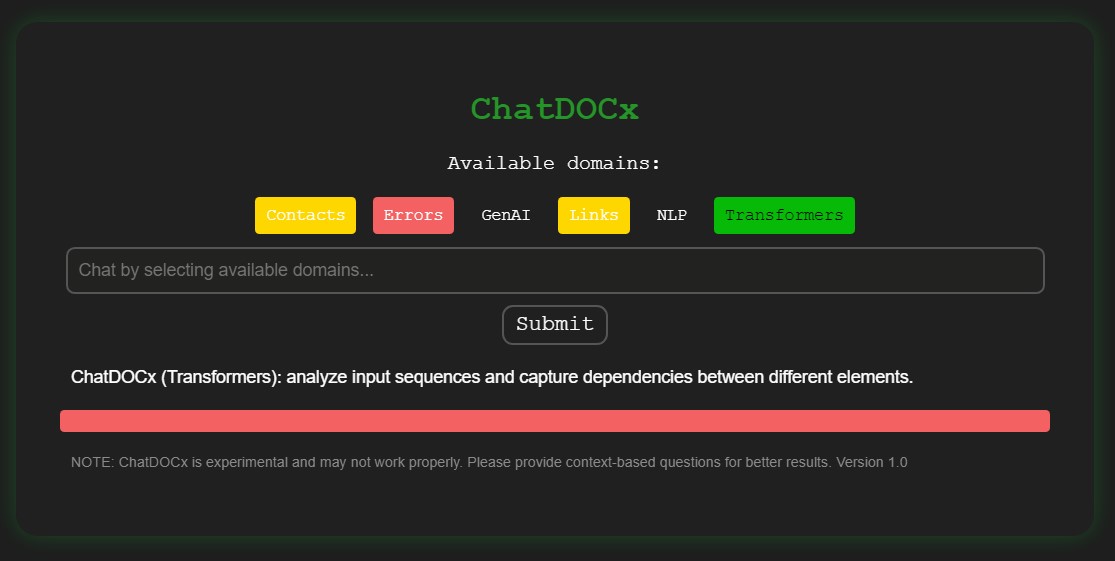 ChatDOCx
Available domains:
Contacts Errors GenAI Links NLP Transformers
Chat by selecting available domains...
Submit
ChatDOCx (Transformers): analyze input sequences and capture dependencies between different elements.
NOTE: ChatDOCx is experimental and may not work properly. Please provide context-based questions for better results. Version 1.0